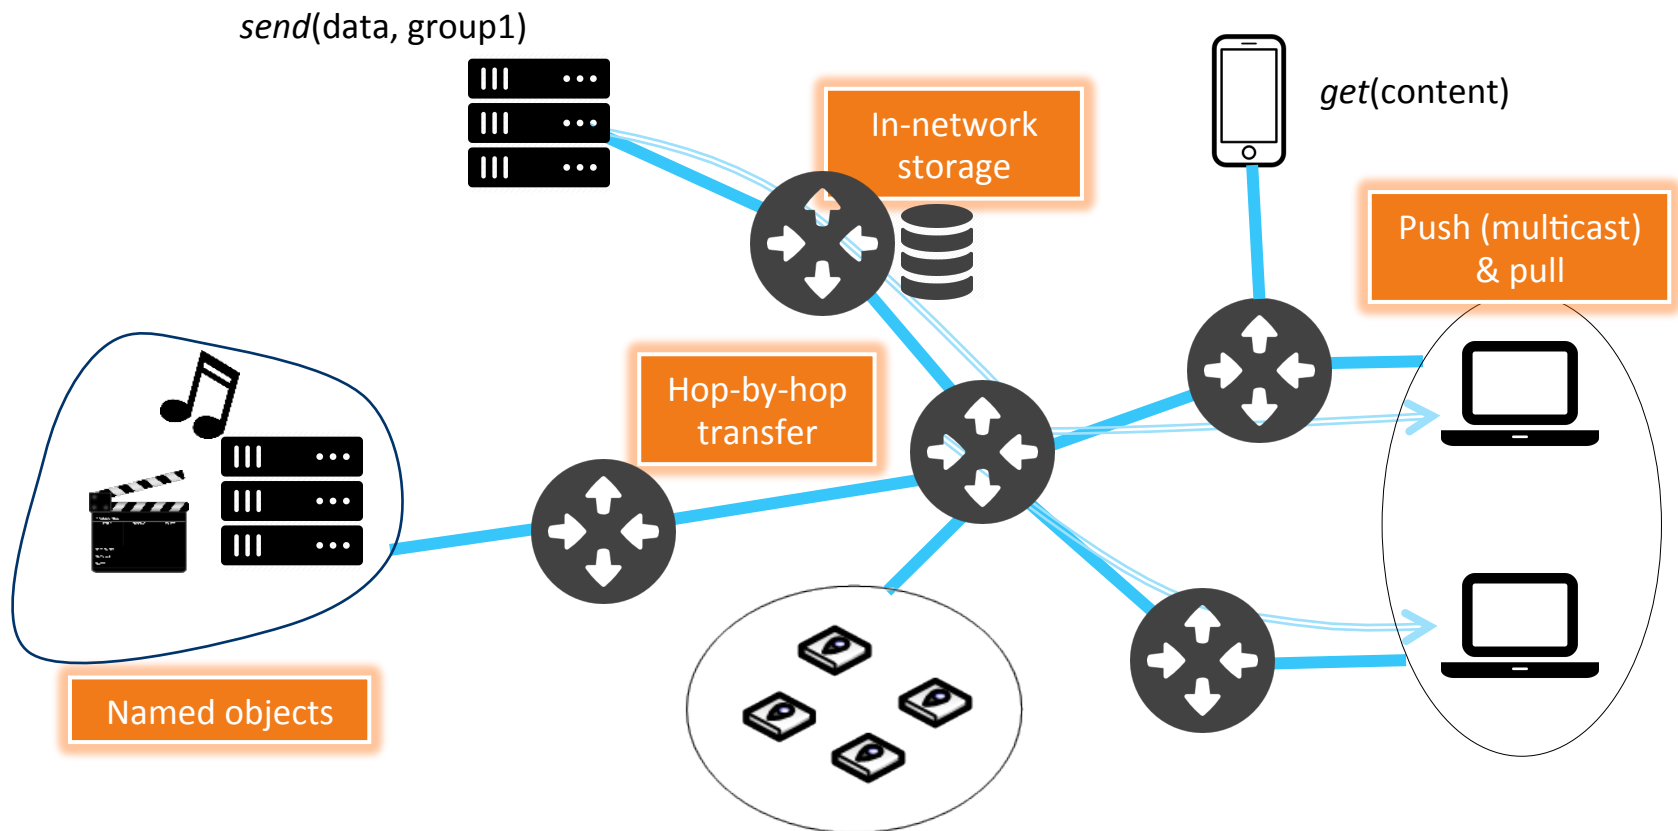 send(data, group1)
In-network
storage
get(content)
Push (multicast)
& pull
Hop-by-hop
transfer
Named objects